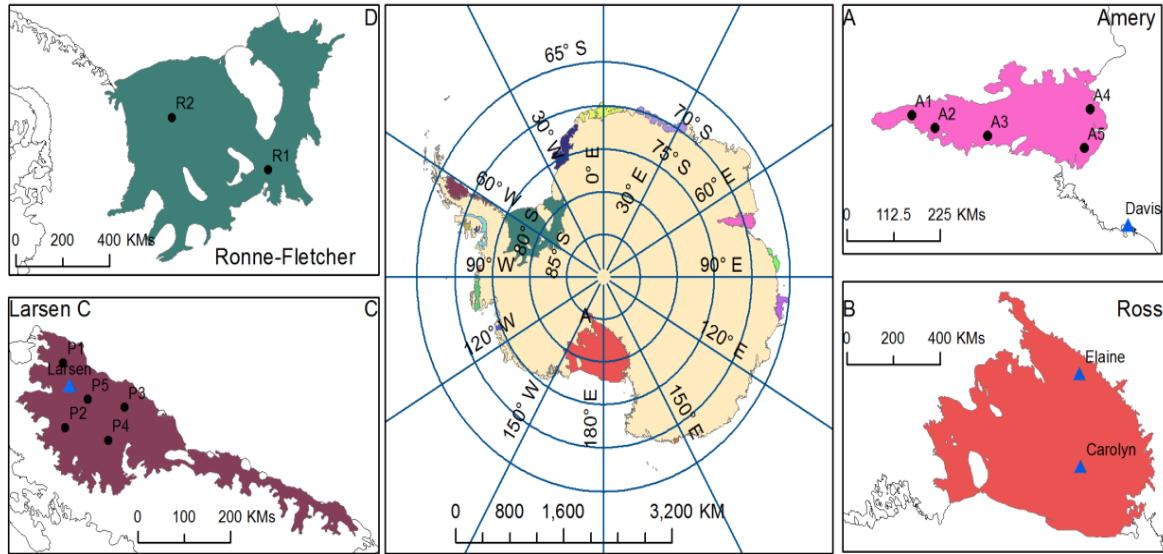 D
R2
R1
0 200 400 KMs
Ronne-Fletcher
Larsen C
C
P1
Larsen
P5
P3
P2
P4
0 100 200 KMs
65° S
70° S
30° W
75° S
0° E
30° E
60° E
60° W
80° S
85° S
90° W
90° E
A
120° W
120° E
150° W
180° E
150° E
0 800 1,600 3,200 KM
A
Amery
A1
A2
A3
A4
A5
0 112.5 225 KMs
Davis
B
Ross
0 200 400 KMs
Elaine
Carolyn